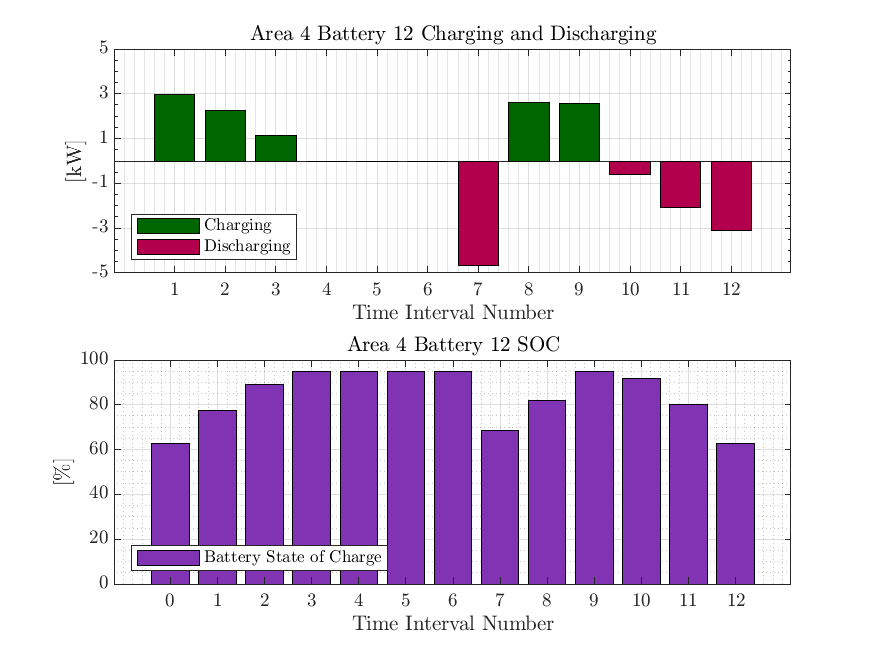 Area 4 Battery 12 Charging and Discharging
5
3
1
-1
-3
-5
[kW]
Charging
Discharging
1 2 3 4 5 6 7 8 9 10 11 12
Time Interval Number
Area 4 Battery 12 SOC
100
80
60
40
20
0
[%]
Battery State of Charge
0 1 2 3 4 5 6 7 8 9 10 11 12
Time Interval Number